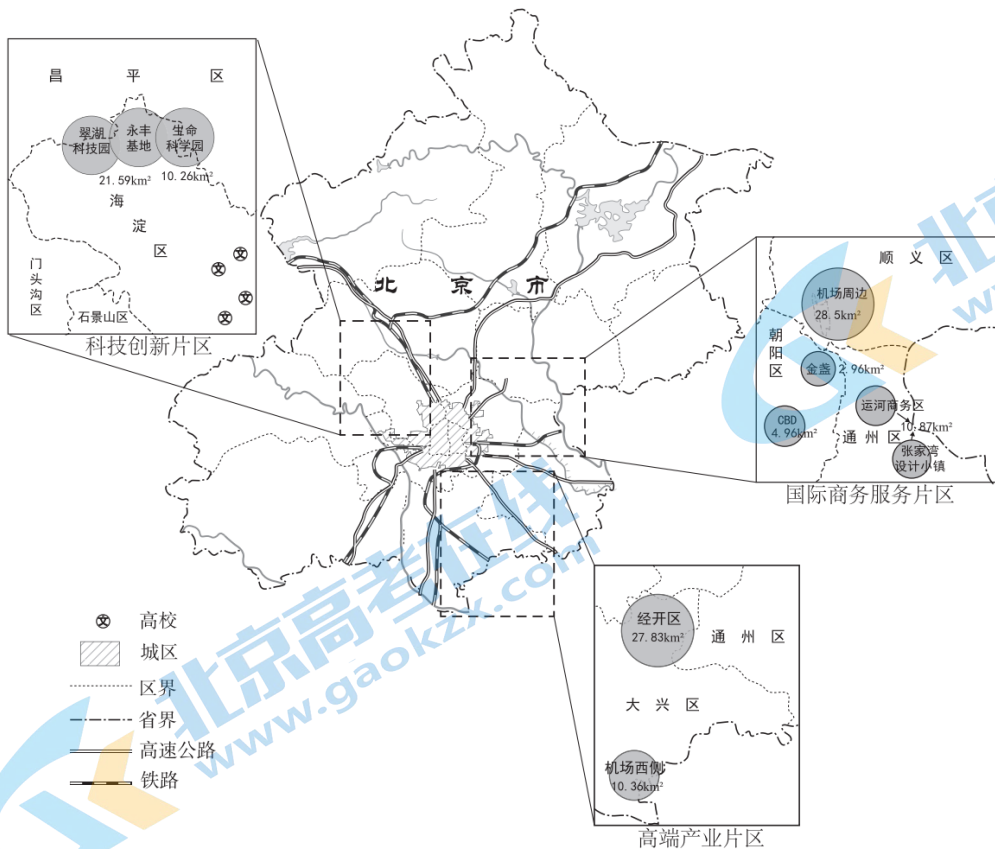 昌 平 区
翠湖
科技园
永丰
基地
生命
科学园
21.59km²
10.26km²
海
淀
区
门
头
沟
区
石景山区
文
文
文
文
科技创新片区
北 京 市
顺 义 区
机场周边
28.5km²
朝
阳
区
金盏
2.96km²
CBD
4.96km²
运河商务区
10.87km²
通 州 区
张家湾
设计小镇
国际商务服务片区
经开区
27.83km²
通 州 区
大 兴 区
机场西侧
10.36km²
高端产业片区
文 高校
城区
区界
省界
高速公路
铁路
北京高考在线
www.gaokzx.com
北
w